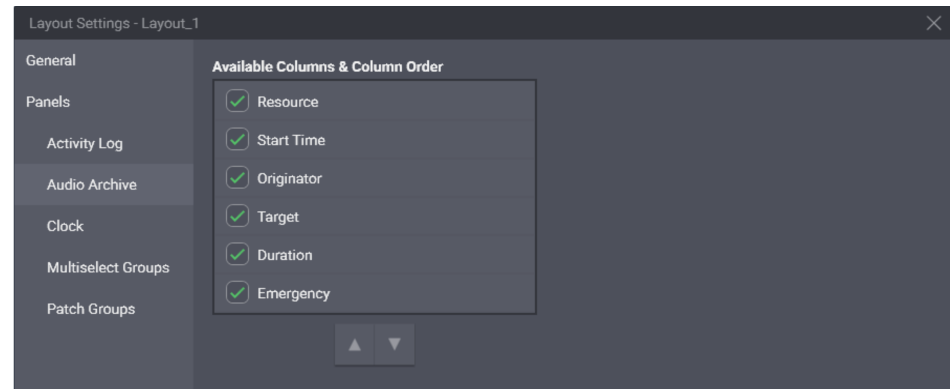 Layout Settings - Layout_1
General
Panels
Activity Log
Audio Archive
Clock
Multiselect Groups
Patch Groups
Available Columns & Column Order
Resource
Start Time
Originator
Target
Duration
Emergency